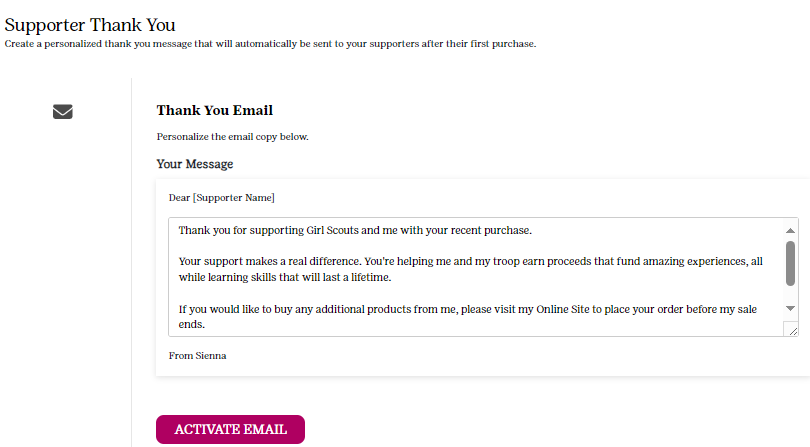 Supporter Thank You
Create a personalized thank you message that will automatically be sent to your supporters after their first purchase.
Thank You Email
Personalize the email copy below.
Your Message
Dear [Supporter Name]
Thank you for supporting Girl Scouts and me with your recent purchase.
Your support makes a real difference. You're helping me and my troop earn proceeds that fund amazing experiences, all
while learning skills that will last a lifetime.
If you would like to buy any additional products from me, please visit my Online Site to place your order before my sale
ends.
From Sienna
ACTIVATE EMAIL